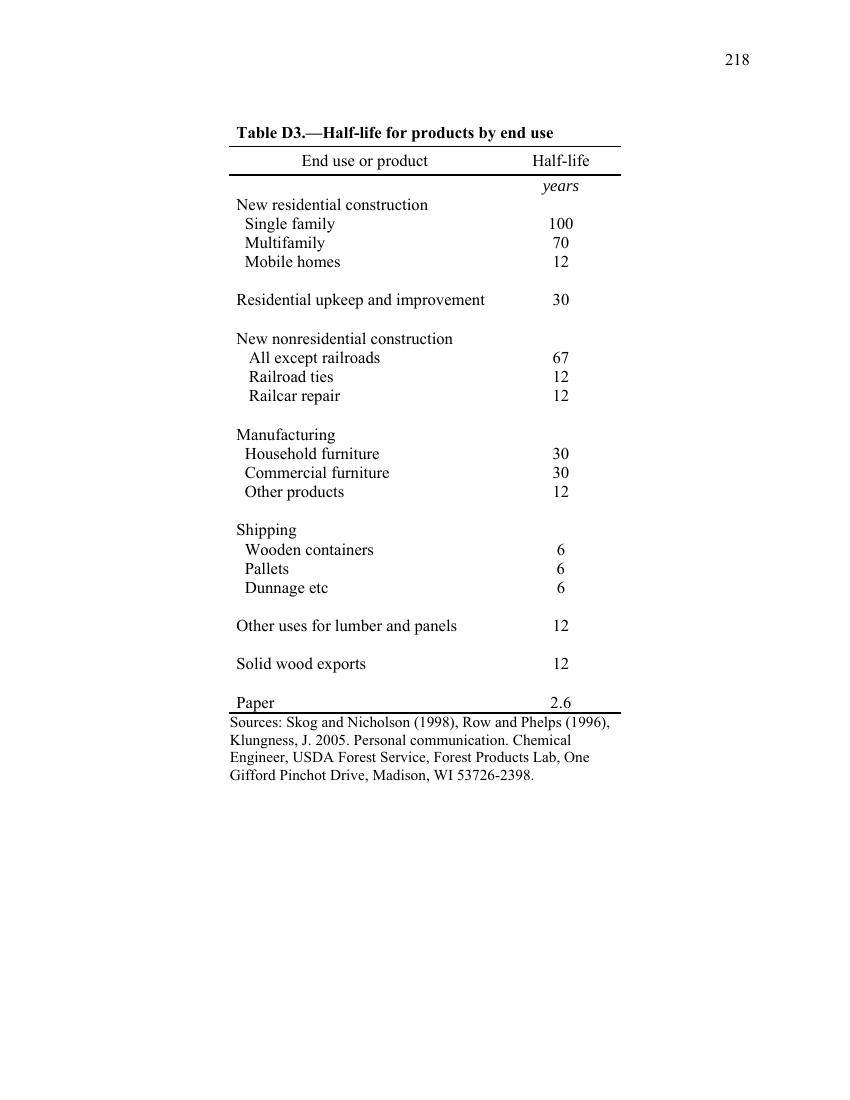 218
Table D3.—Half-life for products by end use
End use or product Half-life
years
New residential construction
Single family 100
Multifamily 70
Mobile homes 12
Residential upkeep and improvement 30
New nonresidential construction
All except railroads 67
Railroad ties 12
Railcar repair 12
Manufacturing
Household furniture 30
Commercial furniture 30
Other products 12
Shipping
Wooden containers 6
Pallets 6
Dunnage etc 6
Other uses for lumber and panels 12
Solid wood exports 12
Paper 2.6
Sources: Skog and Nicholson (1998), Row and Phelps (1996),
Klungness, J. 2005. Personal communication. Chemical
Engineer, USDA Forest Service, Forest Products Lab, One
Gifford Pinchot Drive, Madison, WI 53726-2398.